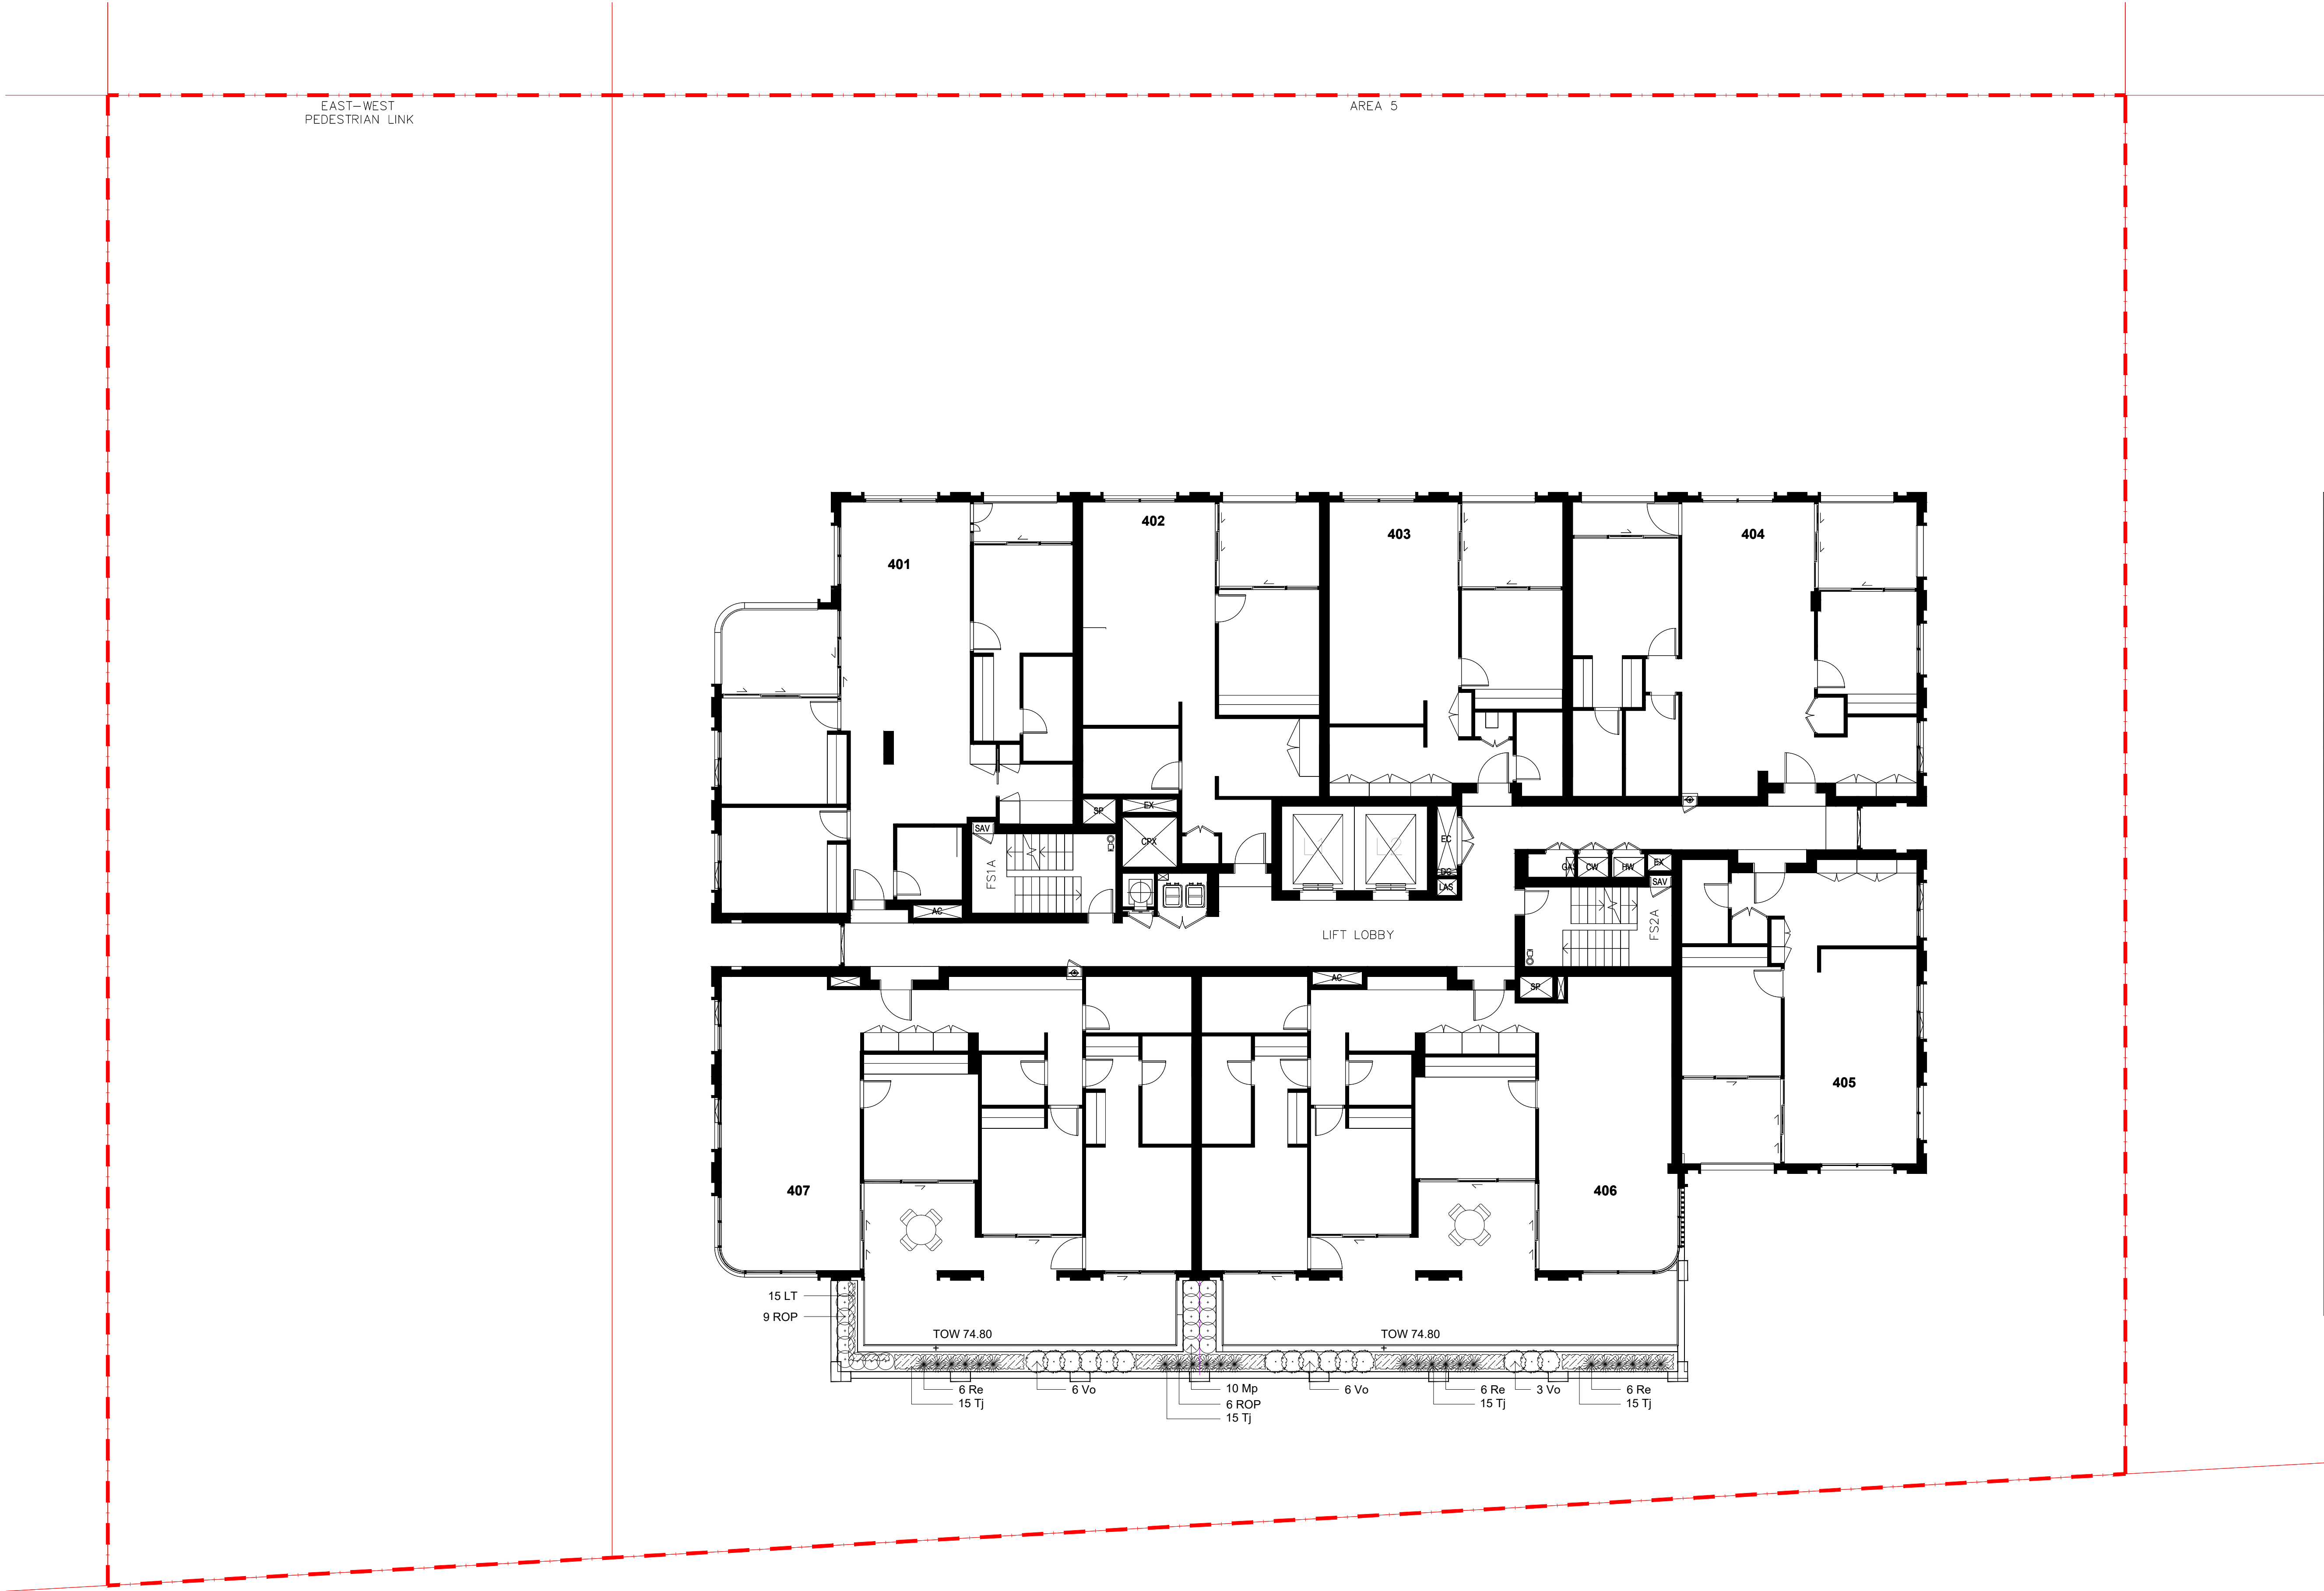 EAST-WEST
PEDESTRIAN LINK
AREA 5
402
403
404
401
SP
EX
SAV
CPX
EC
FS1A
GAS
CW
HW
EX
LAS
SAV
AC
FS2A
LIFT LOBBY
AC
SP
405
407
406
15 LT
9 ROP
TOW 74.80
TOW 74.80
6 Re
15 Tj
6 Vo
10 Mp
6 ROP
15 Tj
6 Vo
6 Re
15 Tj
3 Vo
6 Re
15 Tj